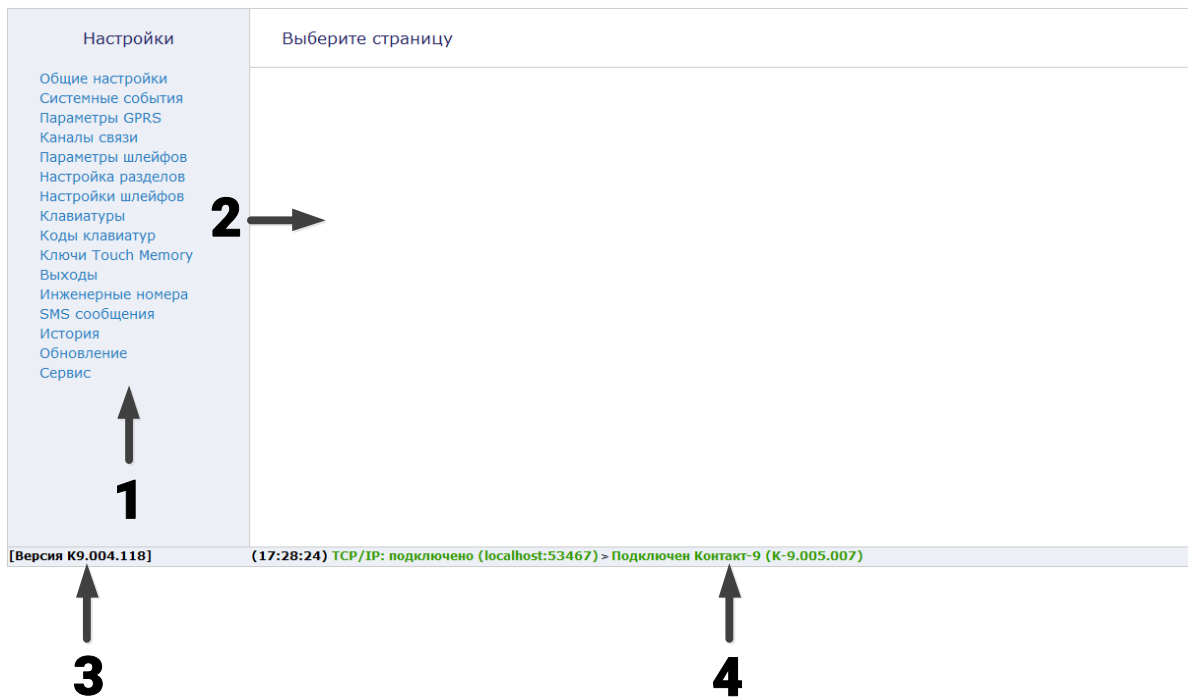 Настройки
Выберите страницу
Общие настройки
Системные события
Параметры GPRS
Каналы связи
Параметры шлейфов
Настройка разделов
Настройки шлейфов
Клавиатуры
Коды клавиатур
Ключи Touch Memory
Выходы
Инженерные номера
SMS сообщения
История
Обновление
Сервис
2
1
[Версия K9.004.118]
(17:28:24) TCP/IP: подключено (localhost:53467) > Подключен Контакт-9 (K-9.005.007)
3
4